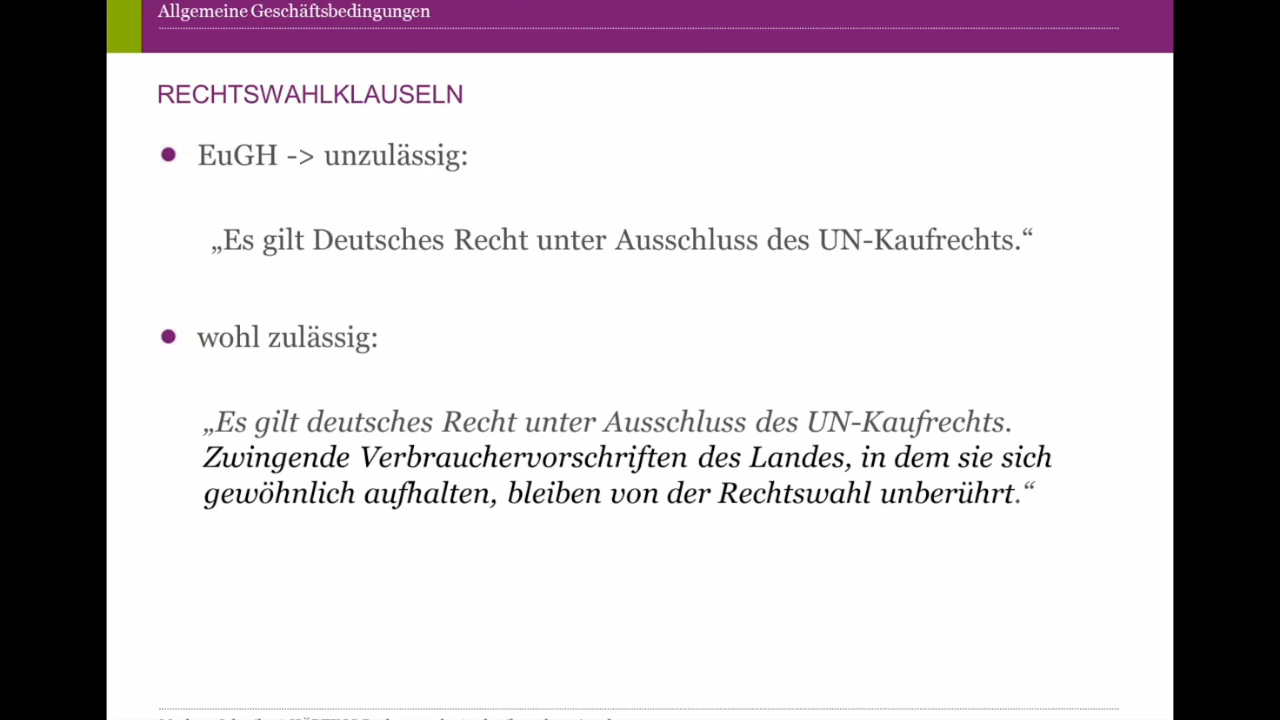 Allgemeine Geschäftsbedingungen
RECHTSWAHLKLAUSELN
EuGH -> unzulässig:
„Es gilt Deutsches Recht unter Ausschluss des UN-Kaufrechts.“
wohl zulässig:
„Es gilt deutsches Recht unter Ausschluss des UN-Kaufrechts.
Zwingende Verbrauchervorschriften des Landes, in dem sie sich
gewöhnlich aufhalten, bleiben von der Rechtswahl unberührt.“